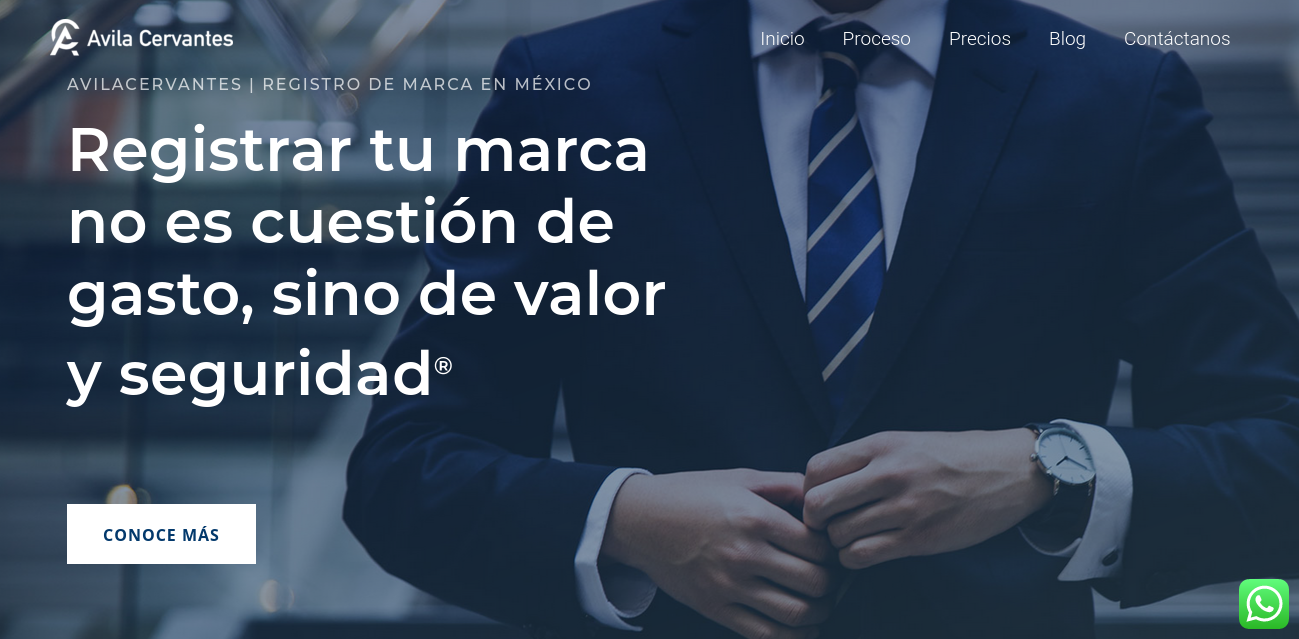 Avila Cervantes
Inicio Proceso Precios Blog Contáctanos
AVILACERVANTES | REGISTRO DE MARCA EN MÉXICO
Registrar tu marca
no es cuestión de
gasto, sino de valor
y seguridad®
CONOCE MÁS